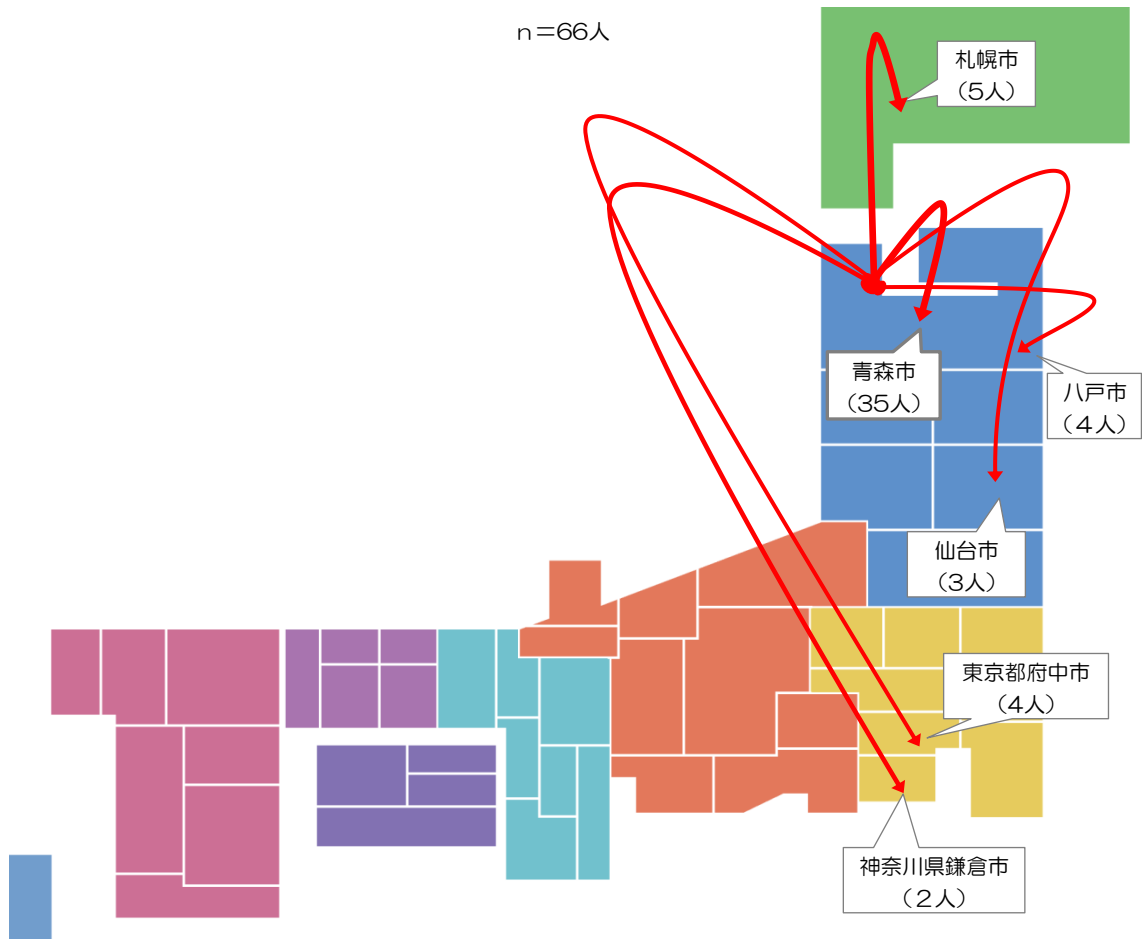 n＝66人
札幌市
（5人）
青森市
（35人）
八戸市
（４人）
仙台市
（3人）
東京都府中市
（4人）
神奈川県鎌倉市
（２人）